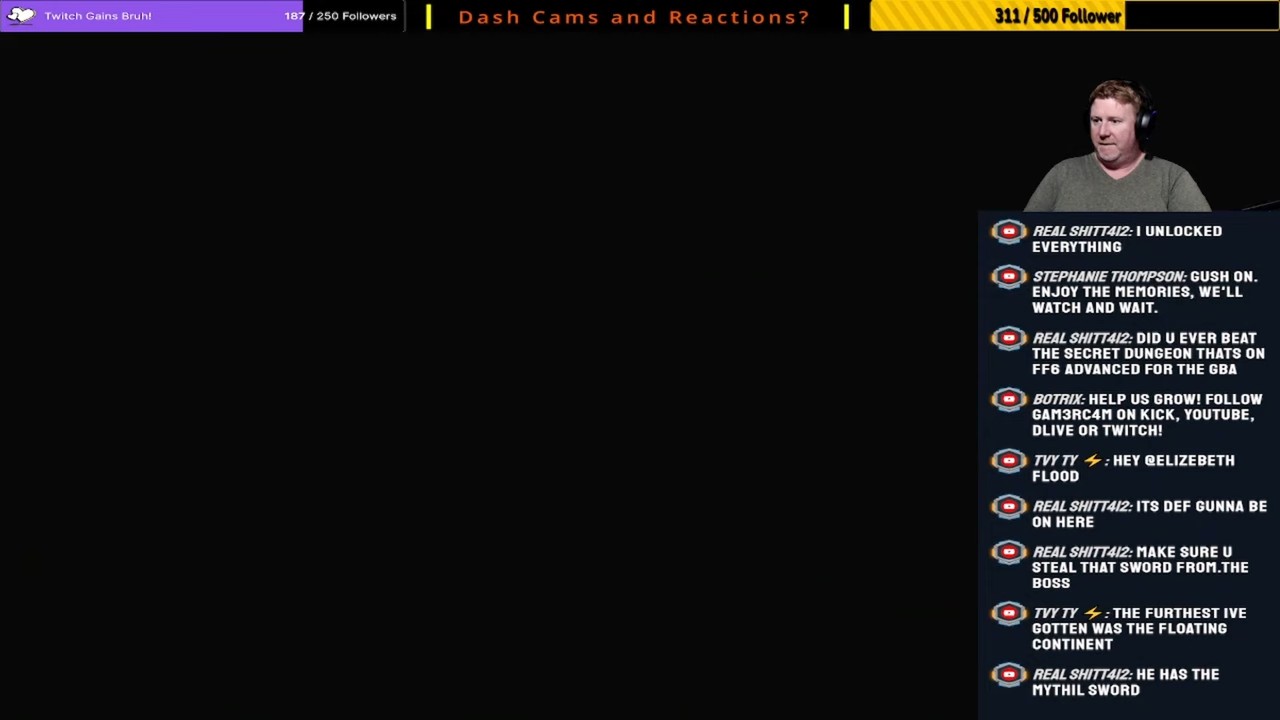 Twitch Gains Bruh!
187 / 250 Followers
Dash Cams and Reactions?
311 / 500 Follower
REAL SHITT412: I UNLOCKED
EVERYTHING
STEPHANIE THOMPSON: GUSH ON.
ENJOY THE MEMORIES, WE'LL
WATCH AND WAIT.
REAL SHITT412: DID U EVER BEAT
THE SECRET DUNGEON THATS ON
FF6 ADVANCED FOR THE GBA
BOTRIX: HELP US GROW! FOLLOW
GAM3RC4M ON KICK, YOUTUBE,
DLIVE OR TWITCH!
TVY TY ⚡: HEY @ELIZEBETH
FLOOD
REAL SHITT412: ITS DEF GUNNA BE
ON HERE
REAL SHITT412: MAKE SURE U
STEAL THAT SWORD FROM.THE
BOSS
TVY TY ⚡: THE FURTHEST IVE
GOTTEN WAS THE FLOATING
CONTINENT
REAL SHITT412: HE HAS THE
MYTHIL SWORD